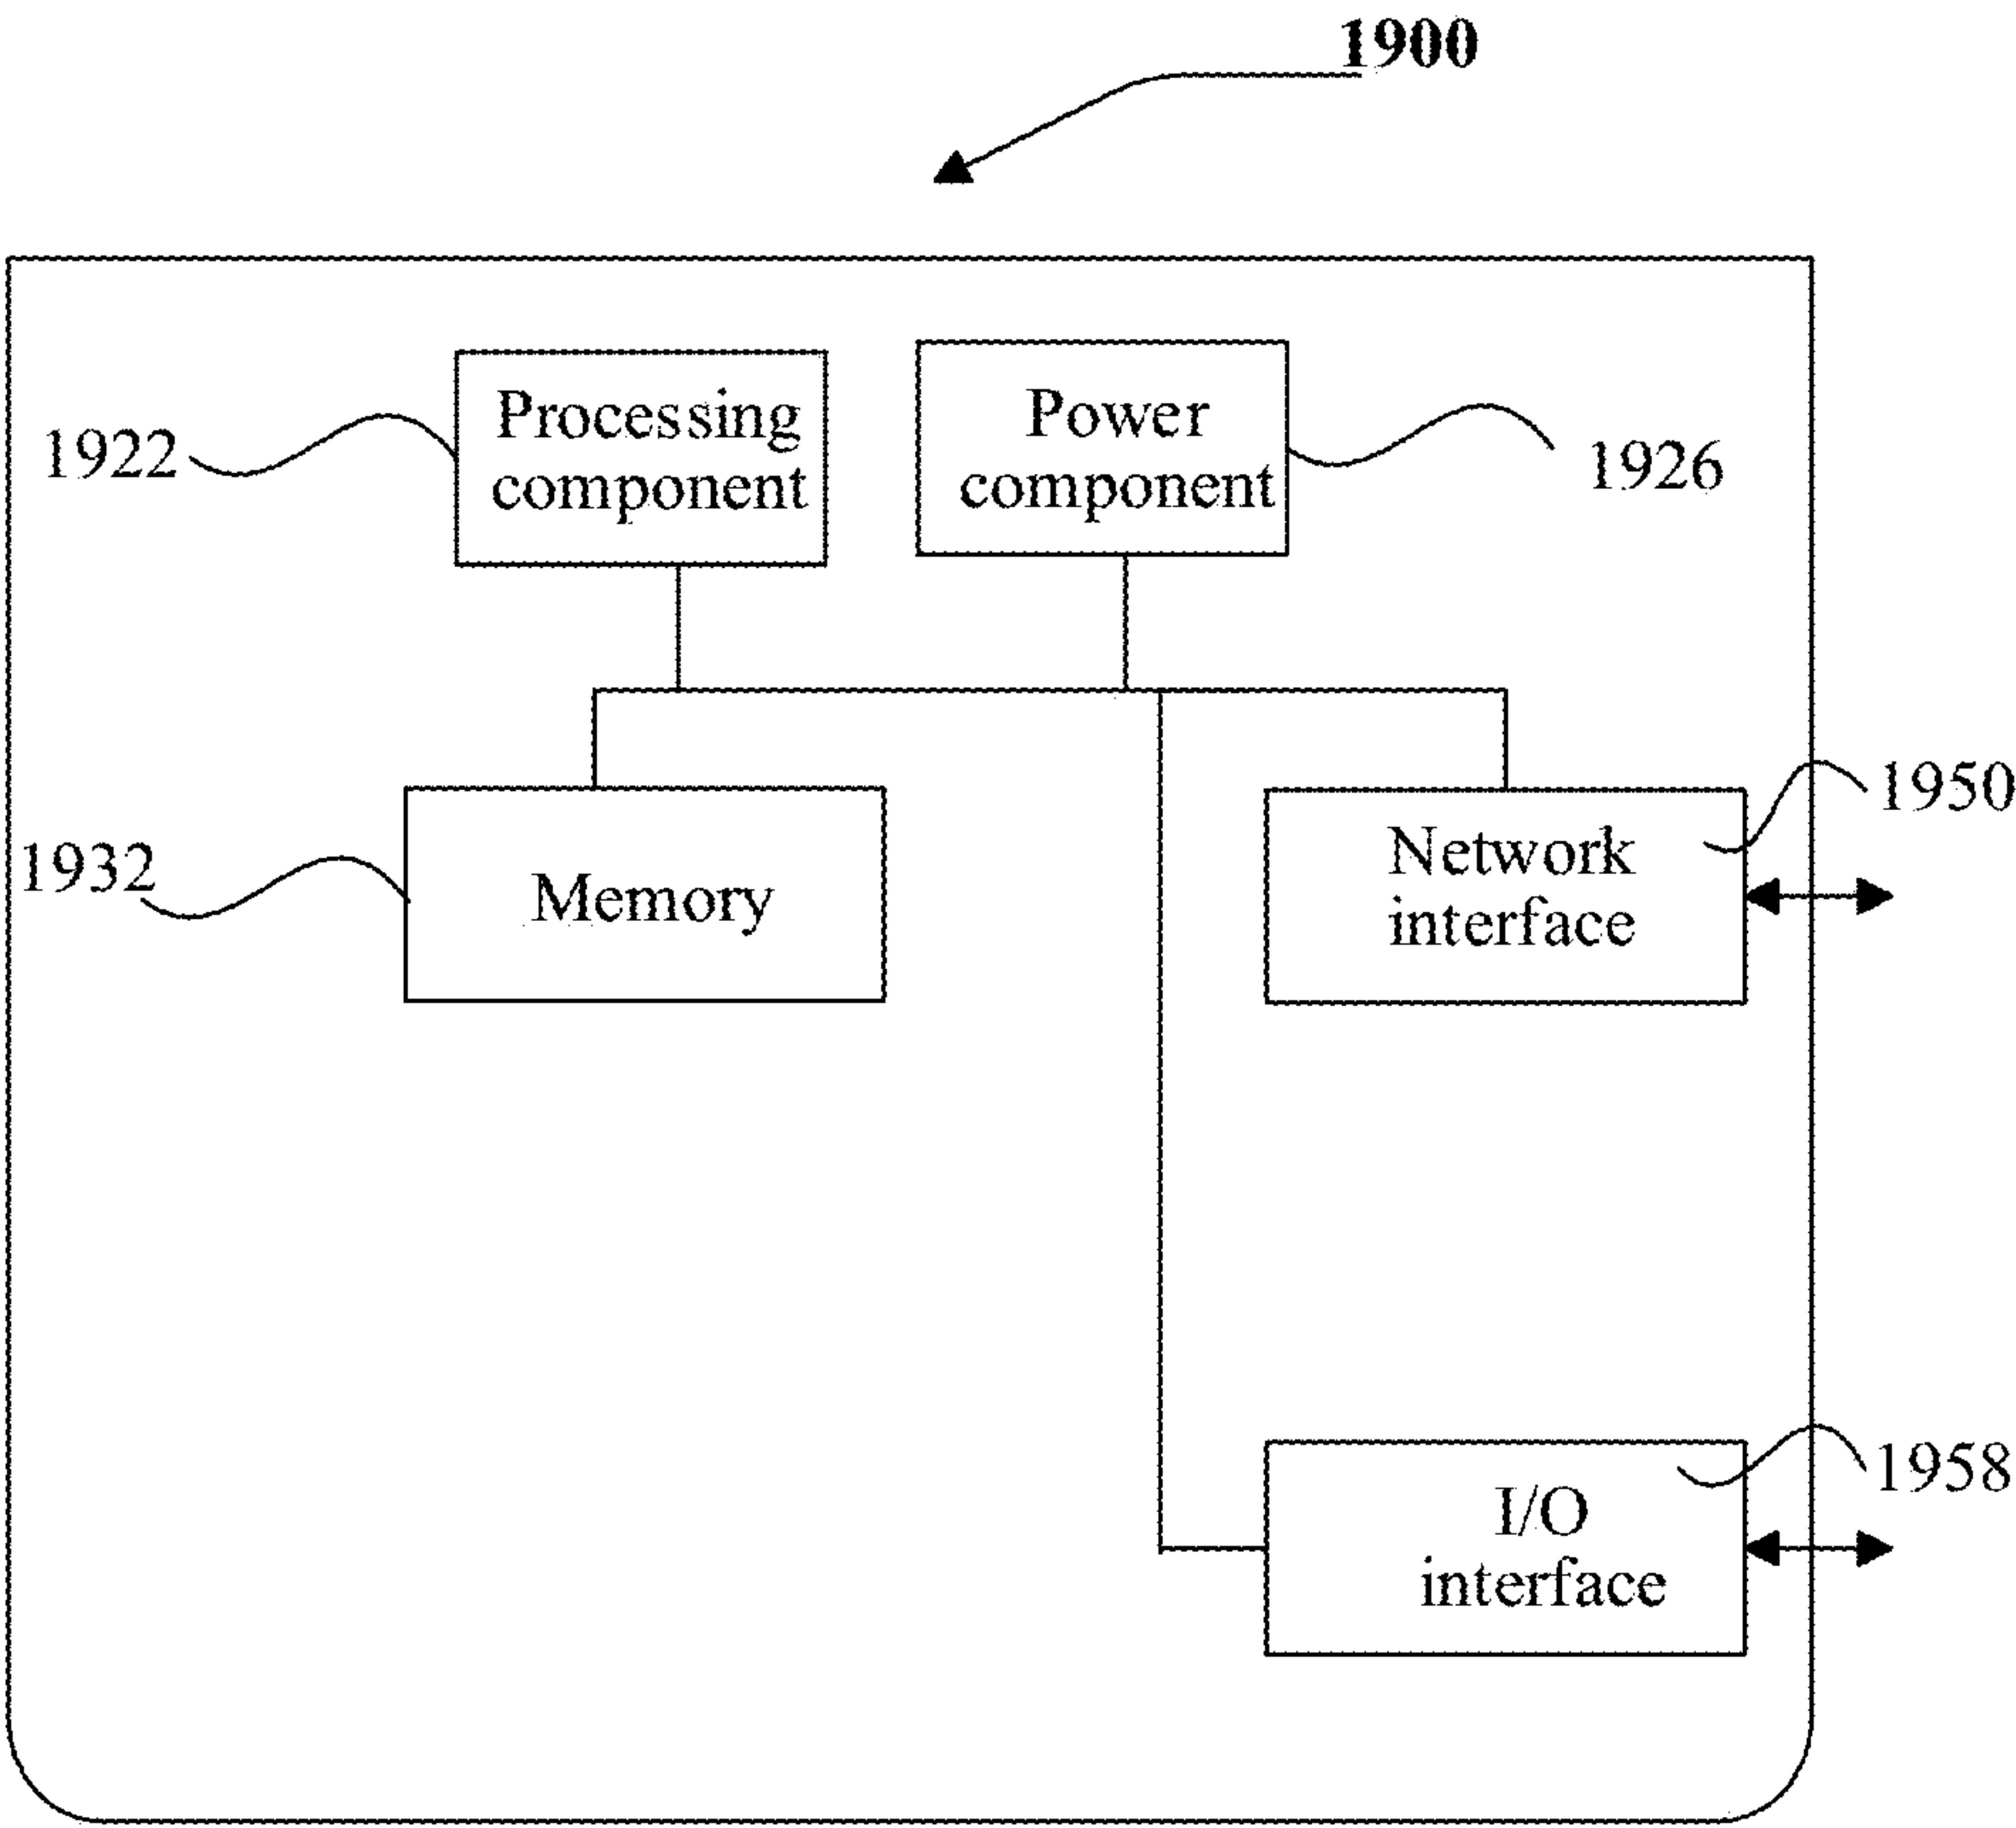 1900
Processing
component
Power
component
1922
1926
1950
Network
interface
1932
Memory
1958
I/O
interface